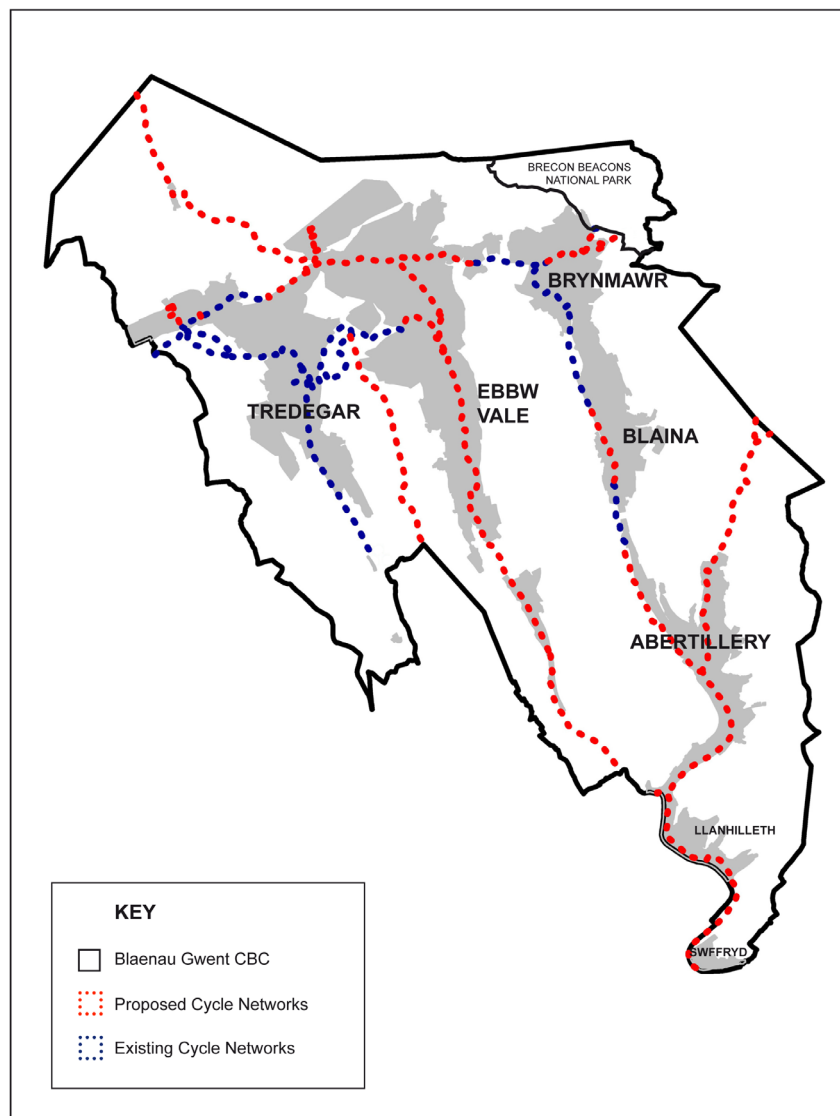 BRECON BEACONS
NATIONAL PARK
BRYNMAWR
EBBW
VALE
TREDEGAR
BLAINA
ABERTILLERY
LLANHILLETH
SWFFRYD
KEY
Blaenau Gwent CBC
Proposed Cycle Networks
Existing Cycle Networks